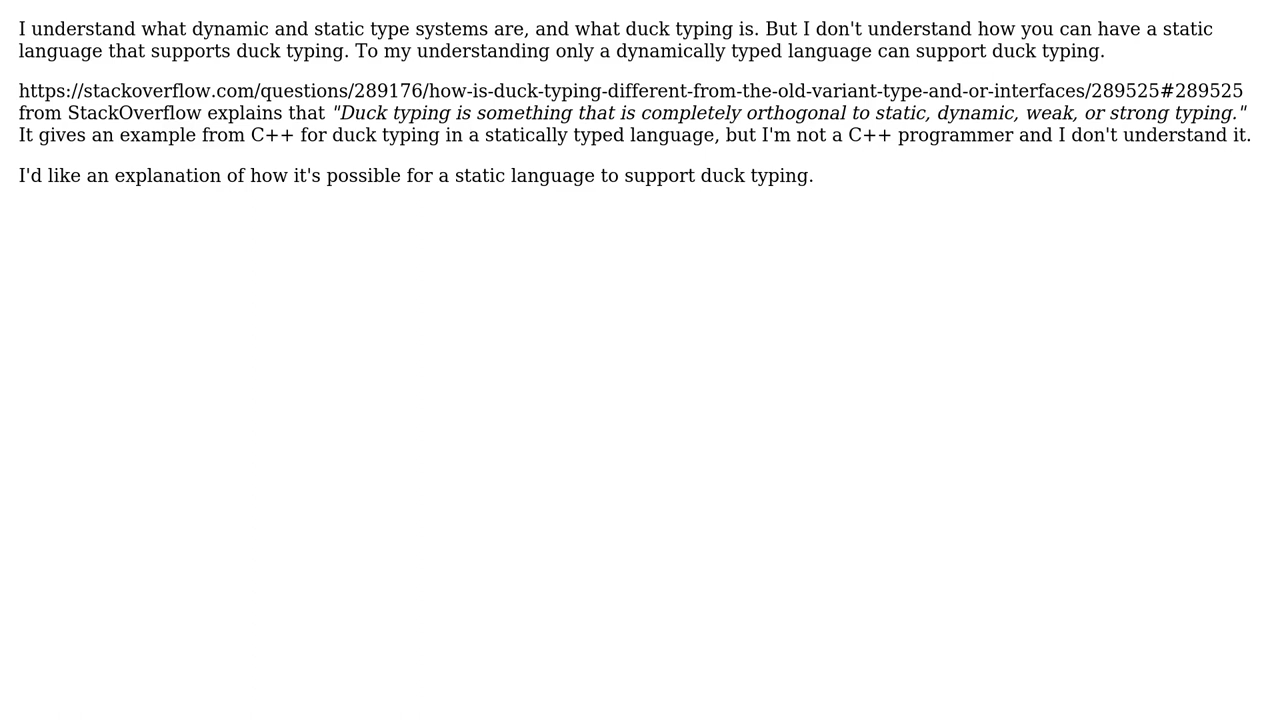 I understand what dynamic and static type systems are, and what duck typing is. But I don't understand how you can have a static
language that supports duck typing. To my understanding only a dynamically typed language can support duck typing.
https://stackoverflow.com/questions/289176/how-is-duck-typing-different-from-the-old-variant-type-and-or-interfaces/289525#289525
from StackOverflow explains that "Duck typing is something that is completely orthogonal to static, dynamic, weak, or strong typing."
It gives an example from C++ for duck typing in a statically typed language, but I'm not a C++ programmer and I don't understand it.
I'd like an explanation of how it's possible for a static language to support duck typing.